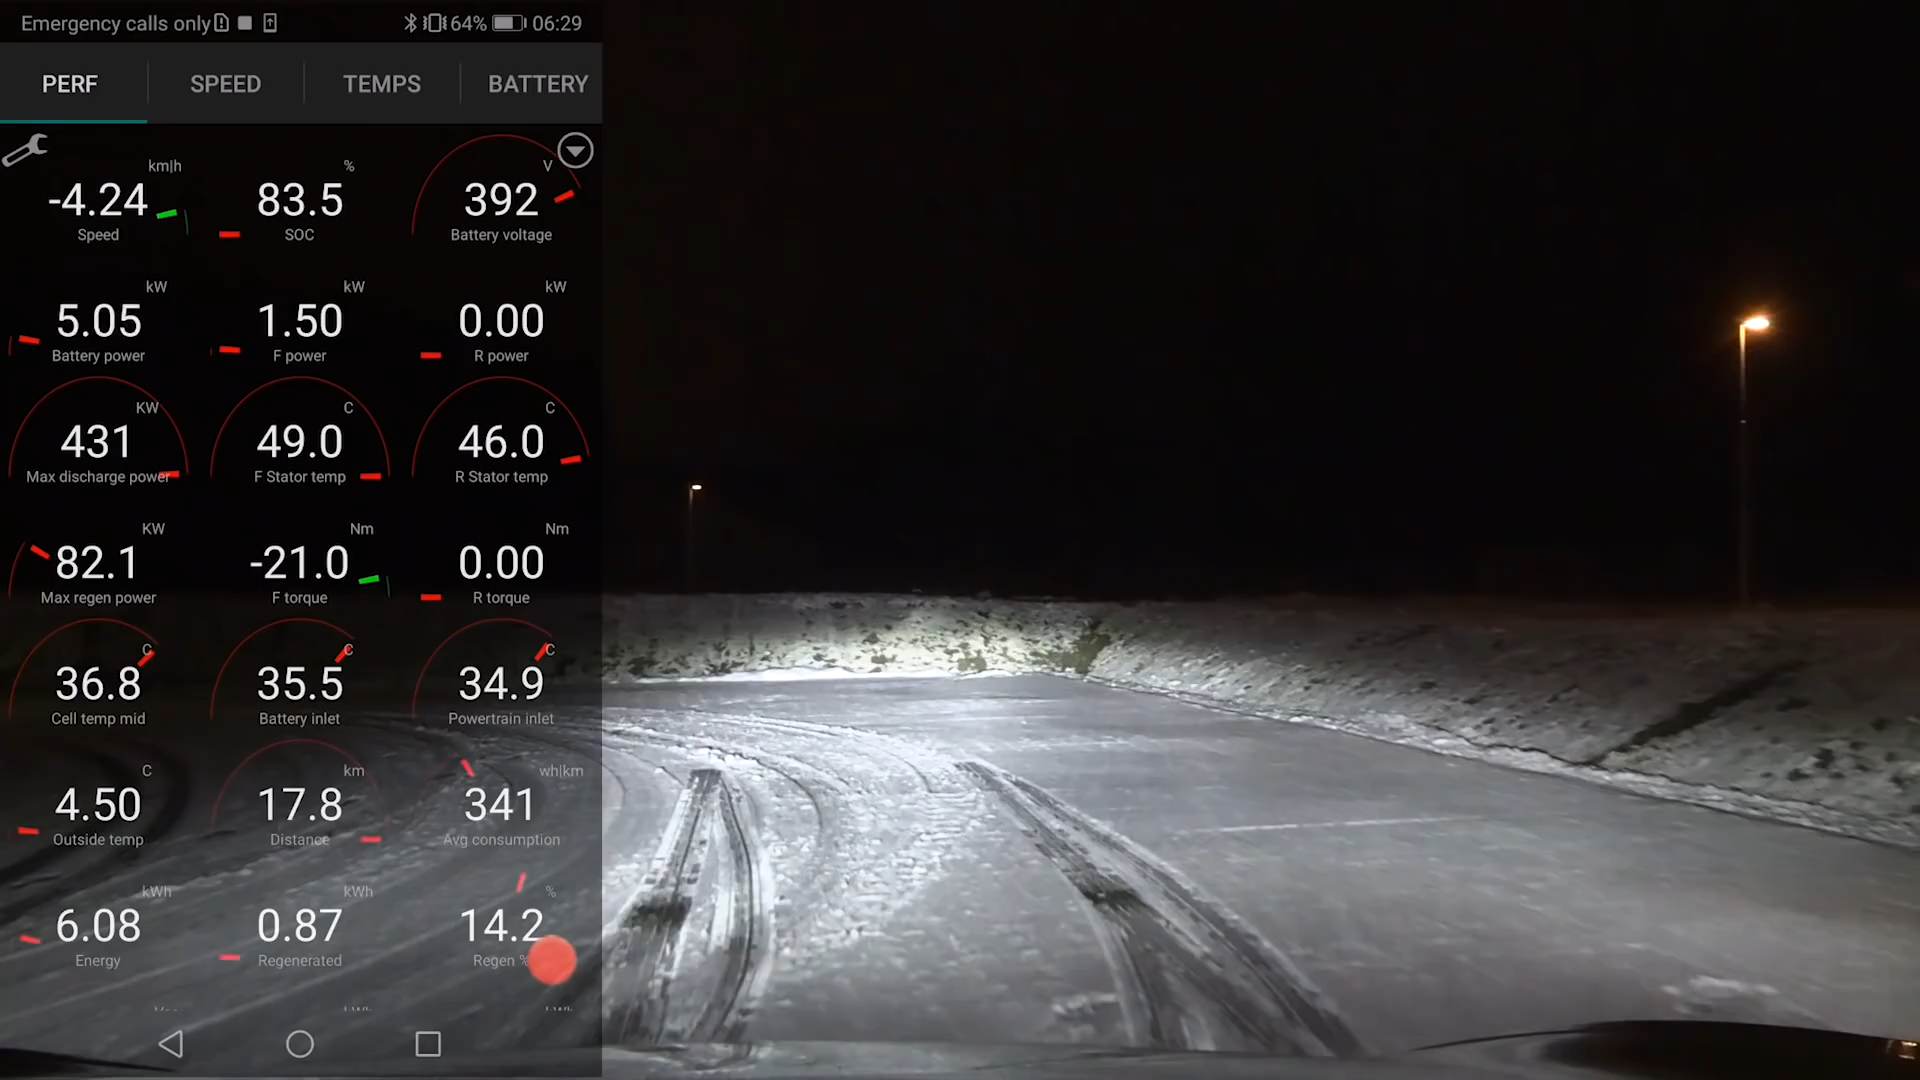 Emergency calls only 64% 06:29
PERF SPEED TEMPS BATTERY
km|h % V
-4.24 83.5 392
Speed SOC Battery voltage
kW kW kW
5.05 1.50 0.00
Battery power F power R power
KW C C
431 49.0 46.0
Max discharge power F Stator temp R Stator temp
KW Nm Nm
82.1 -21.0 0.00
Max regen power F torque R torque
C C C
36.8 35.5 34.9
Cell temp mid Battery inlet Powertrain inlet
C km wh|km
4.50 17.8 341
Outside temp Distance Avg consumption
kWh kWh %
6.08 0.87 14.2
Energy Regenerated Regen %